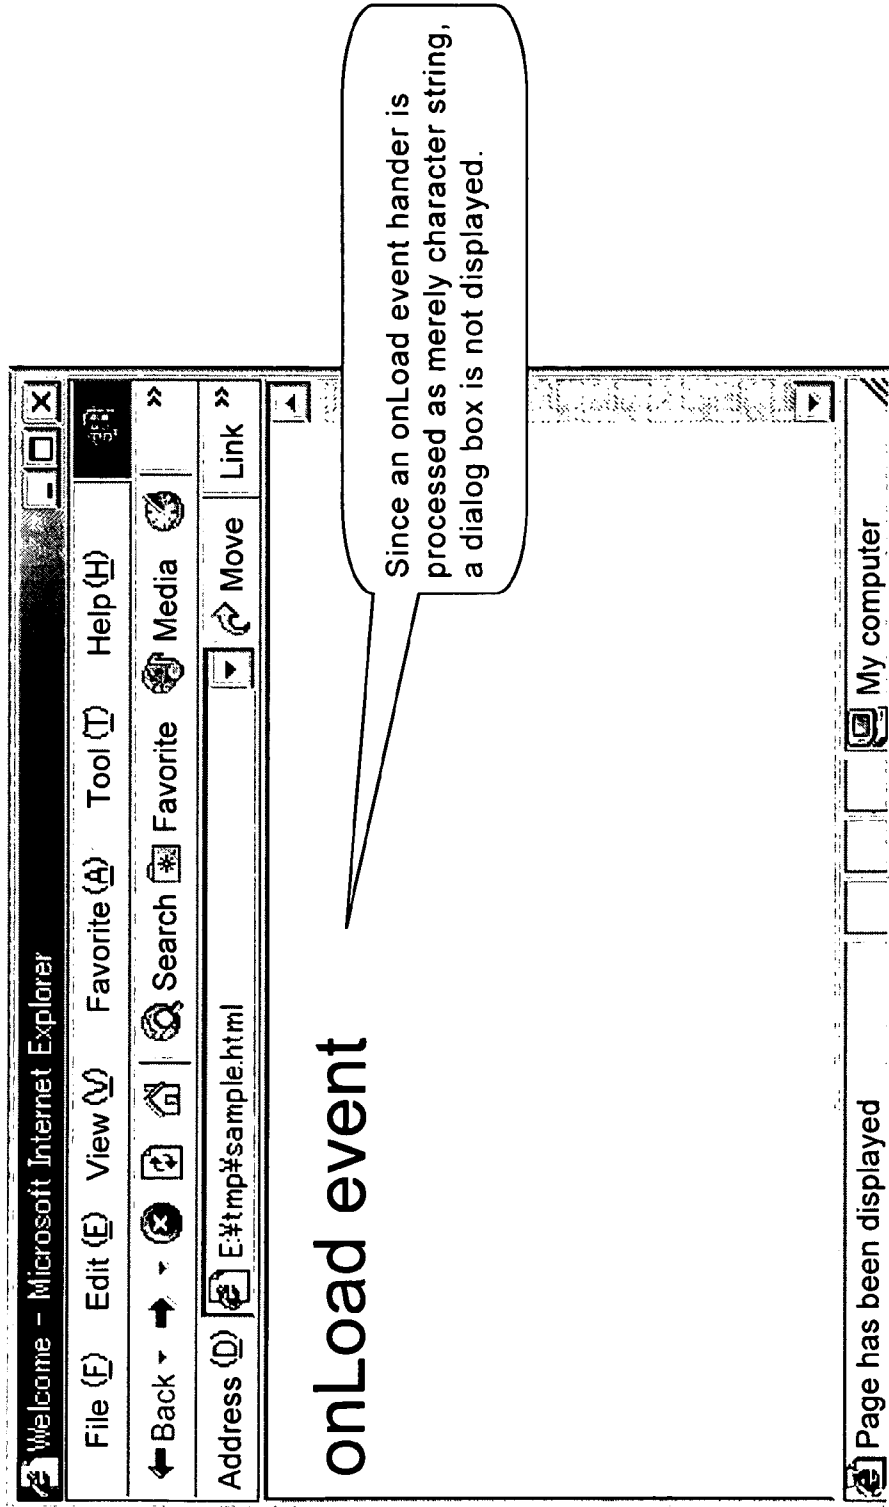 Welcome - Microsoft Internet Explorer
File (F) Edit (E) View (V) Favorite (A) Tool (T) Help (H)
Back Search Favorite Media »
Address (D) E:¥tmp¥sample.html Move Link »
onLoad event
Since an onLoad event hander is
processed as merely character string,
a dialog box is not displayed.
Page has been displayed My computer